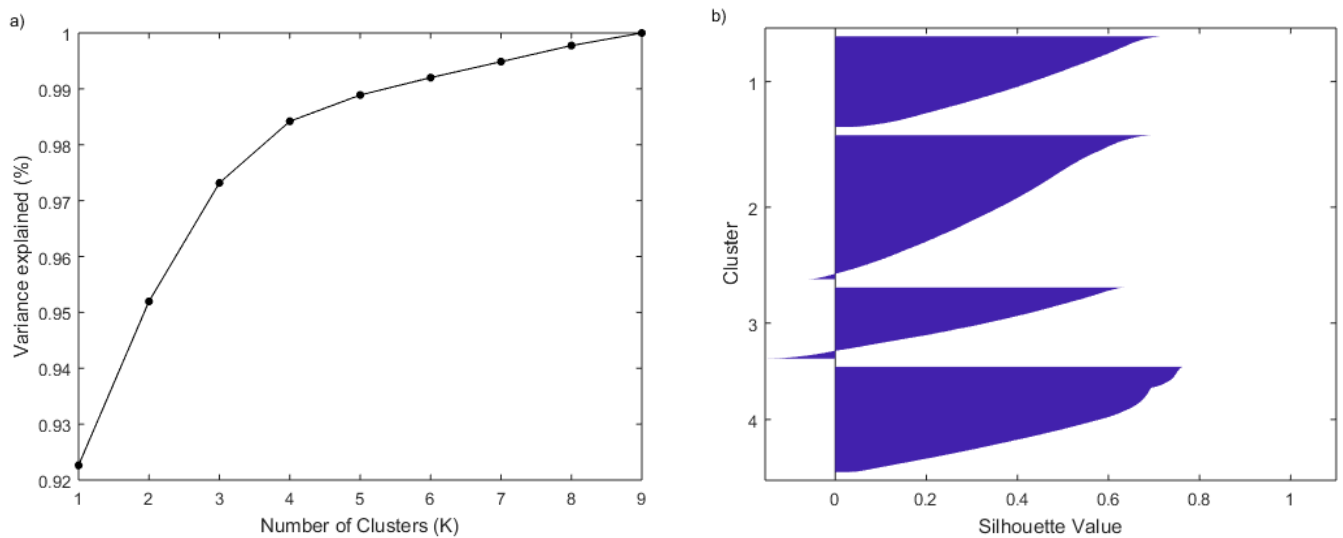 a)
1
0.99
0.98
0.97
0.96
0.95
0.94
0.93
0.92
Variance explained (%)
1 2 3 4 5 6 7 8 9
Number of Clusters (K)
b)
1
2
3
4
Cluster
0 0.2 0.4 0.6 0.8 1
Silhouette Value